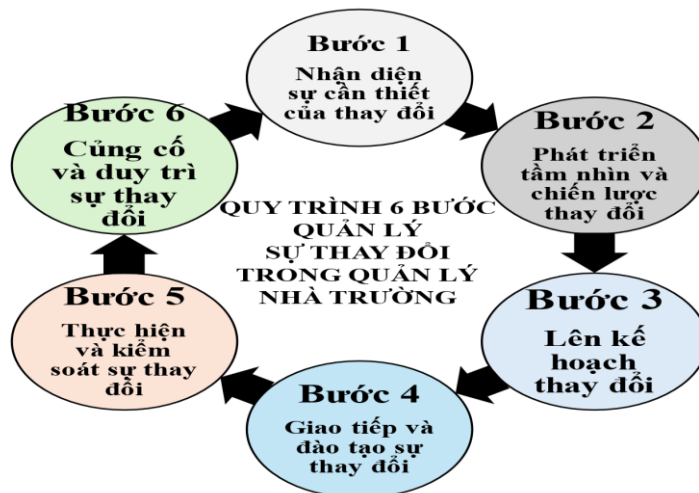 Bước 1
Nhận diện
sự cần thiết
của thay đổi
Bước 2
Phát triển
tầm nhìn và
chiến lược
thay đổi
Bước 3
Lên kế
hoạch
thay đổi
Bước 4
Giao tiếp và
đào tạo sự
thay đổi
Bước 5
Thực hiện
và kiểm
soát sự thay
đổi
Bước 6
Củng cố
và duy trì
sự thay
đổi
QUY TRÌNH 6 BƯỚC
QUẢN LÝ
SỰ THAY ĐỔI
TRONG QUẢN LÝ
NHÀ TRƯỜNG